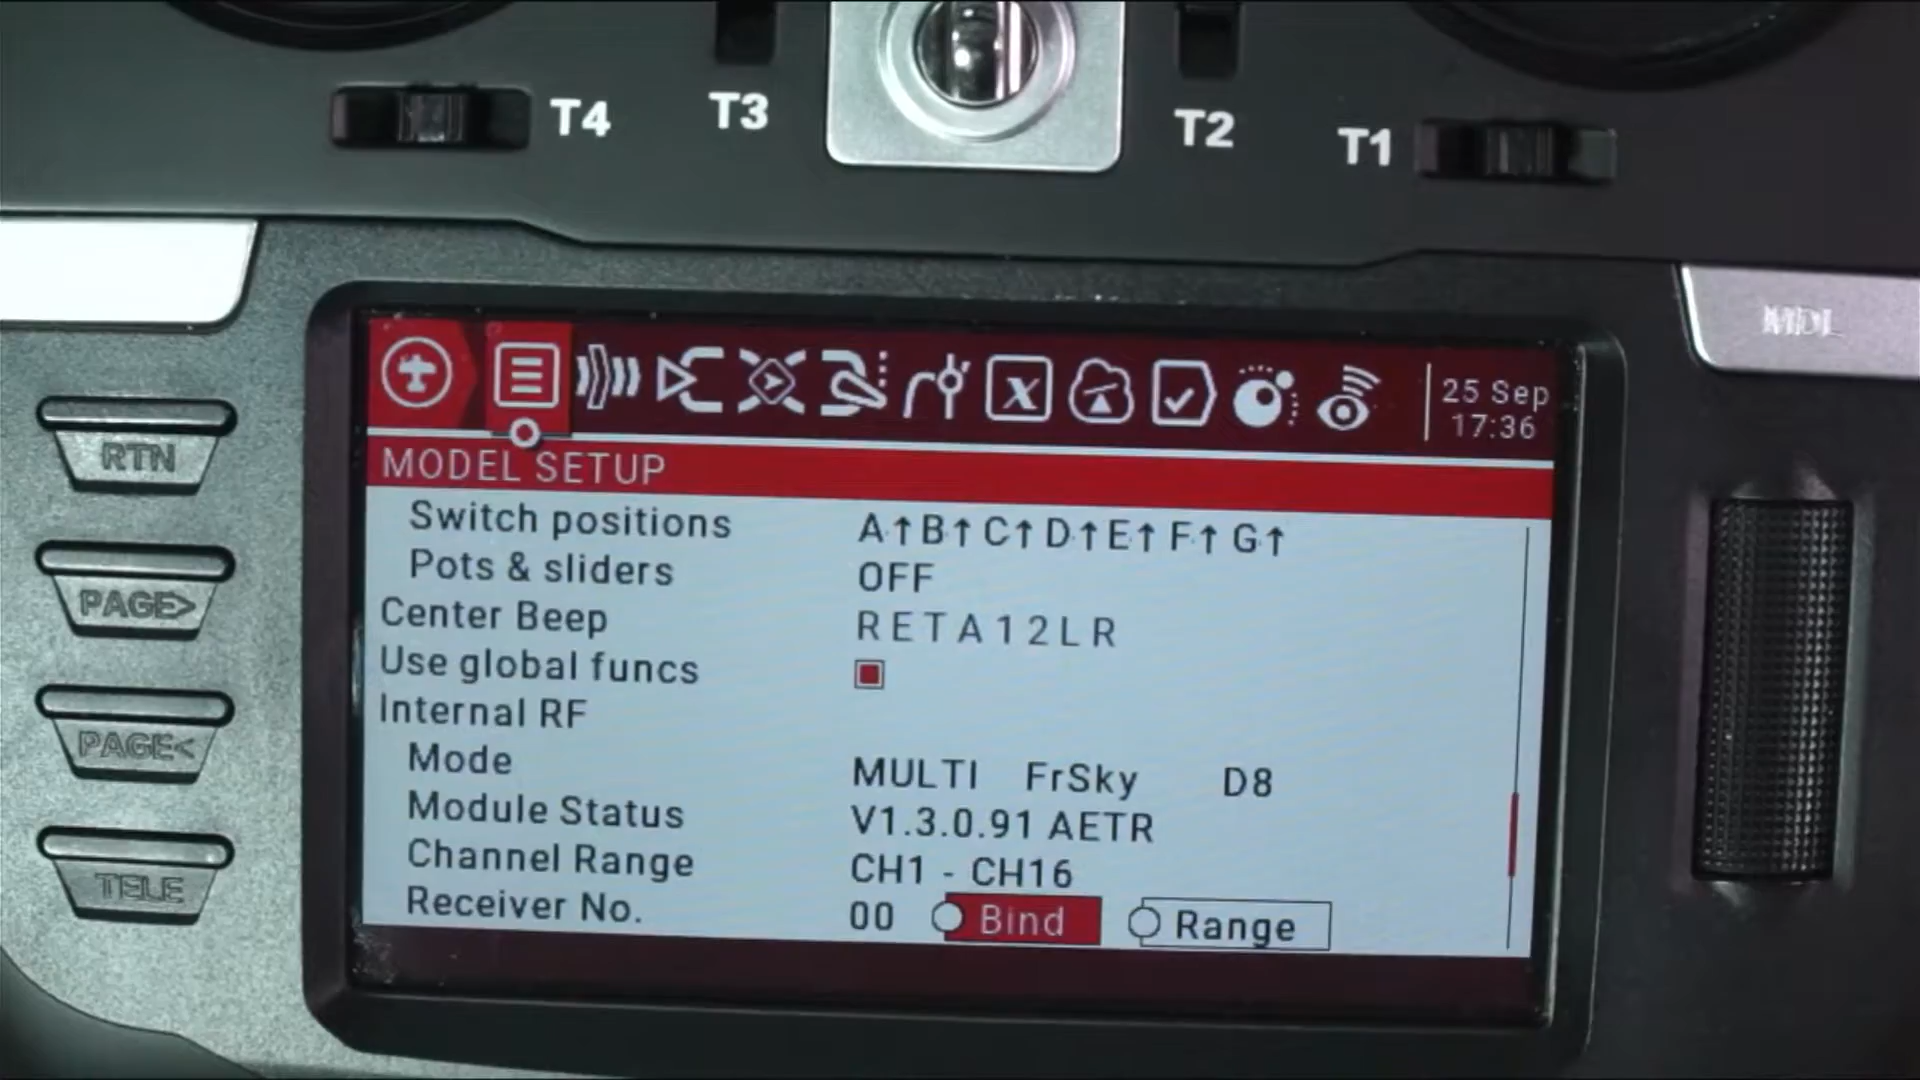 T4
T3
T2
T1
MDL
RTN
PAGE>
PAGE<
TELE
25 Sep
17:36
MODEL SETUP
Switch positions A↑B↑C↑D↑E↑F↑G↑
Pots & sliders OFF
Center Beep RETA12LR
Use global funcs
Internal RF
Mode MULTI FrSky D8
Module Status V1.3.0.91 AETR
Channel Range CH1 - CH16
Receiver No. 00 Bind Range